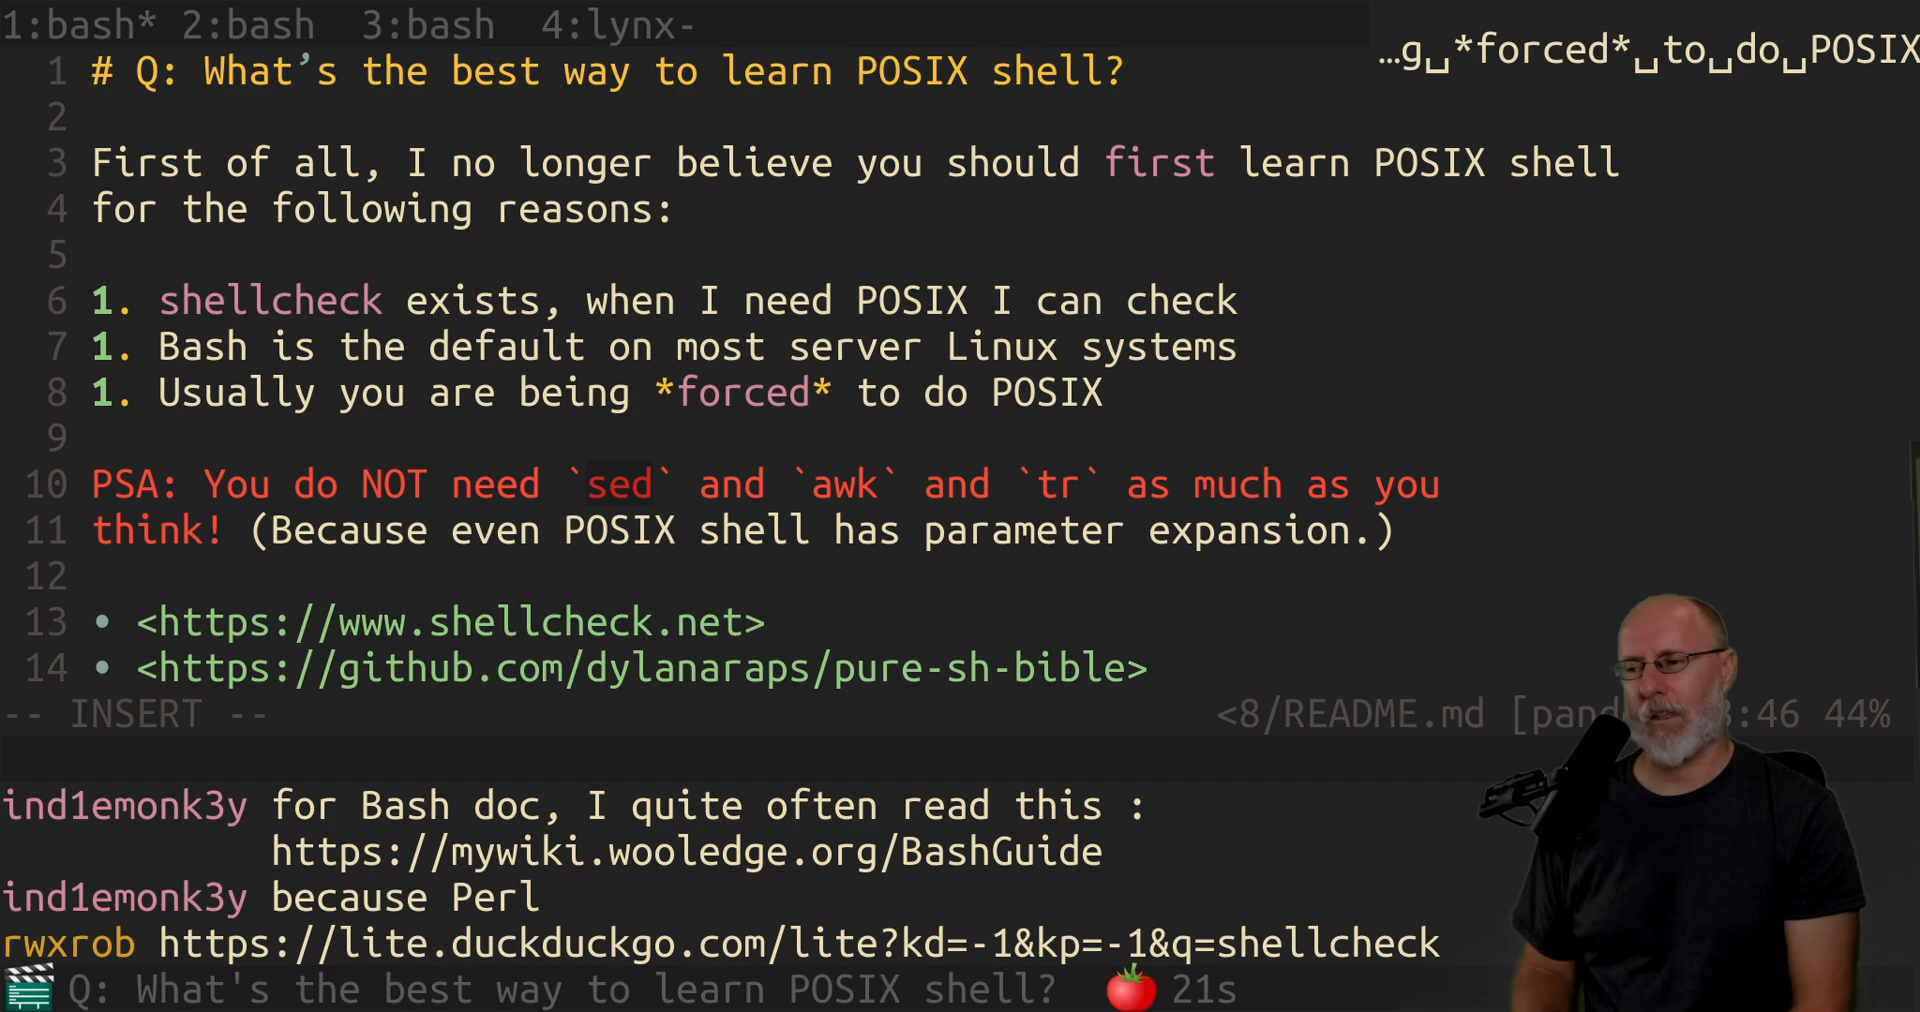 1:bash* 2:bash  3:bash  4:lynx-
…g␣*forced*␣to␣do␣POSIX
1 # Q: What’s the best way to learn POSIX shell?
2
3 First of all, I no longer believe you should first learn POSIX shell
4 for the following reasons:
5
6 1. shellcheck exists, when I need POSIX I can check
7 1. Bash is the default on most server Linux systems
8 1. Usually you are being *forced* to do POSIX
9
10 PSA: You do NOT need `sed` and `awk` and `tr` as much as you
11 think! (Because even POSIX shell has parameter expansion.)
12
13 • <https://www.shellcheck.net>
14 • <https://github.com/dylanaraps/pure-sh-bible>
-- INSERT -- <8/README.md [pand :46 44%
ind1emonk3y for Bash doc, I quite often read this :
https://mywiki.wooledge.org/BashGuide
ind1emonk3y because Perl
rwxrob https://lite.duckduckgo.com/lite?kd=-1&kp=-1&q=shellcheck
Q: What's the best way to learn POSIX shell? 21s